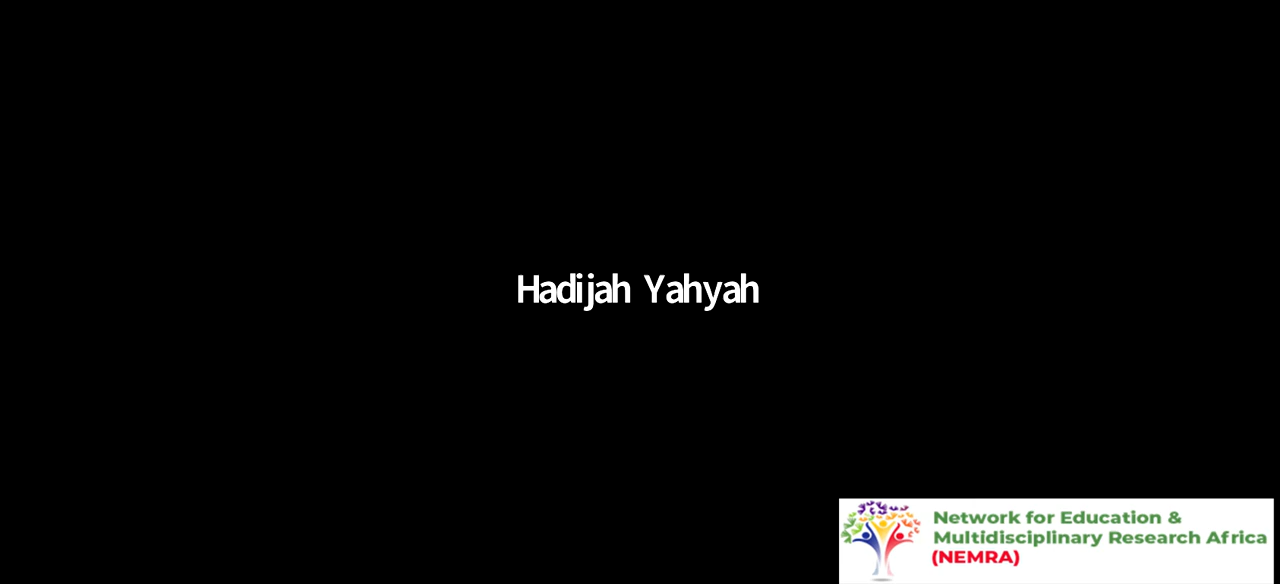 Hadijah Yahyah
Network for Education &
Multidisciplinary Research Africa
(NEMRA)